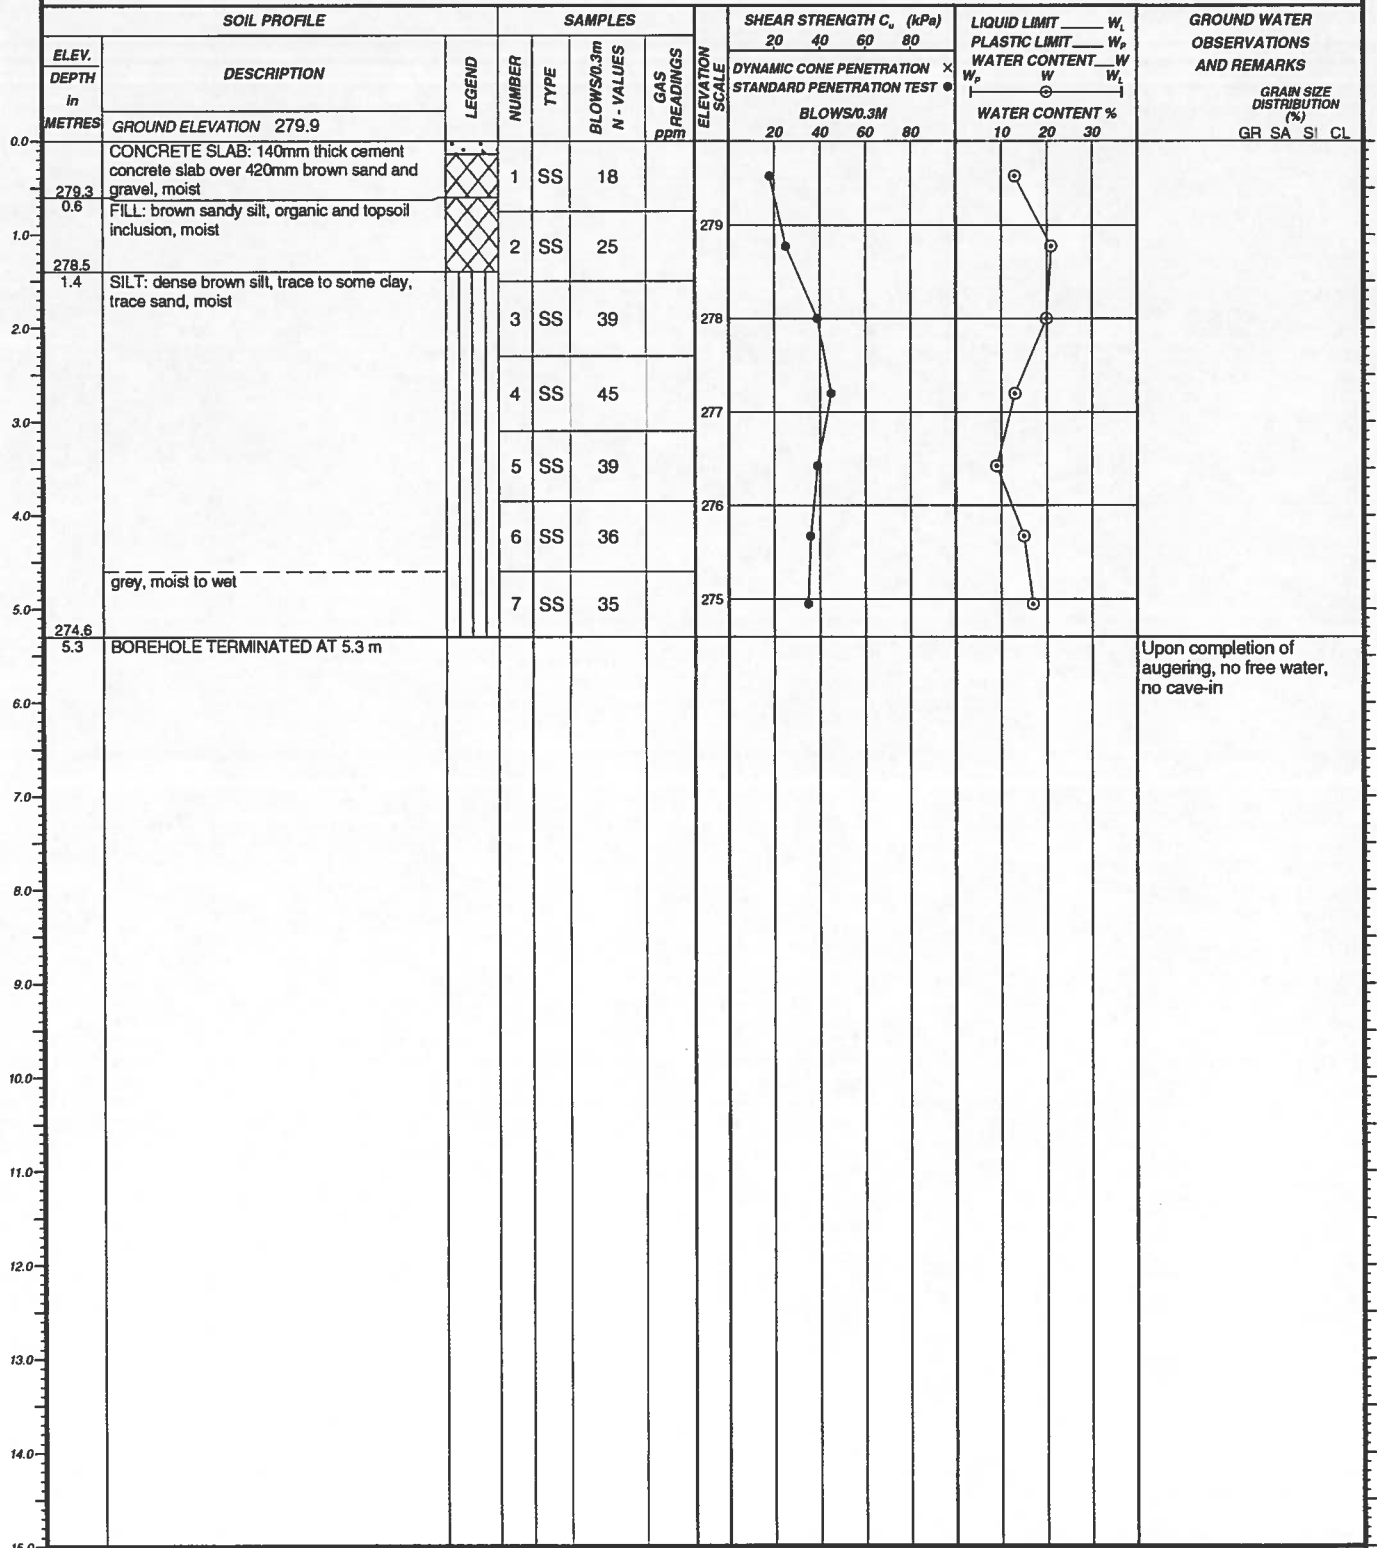 SOIL PROFILE
SAMPLES
SHEAR STRENGTH Cu (kPa)
20 40 60 80
DYNAMIC CONE PENETRATION ×
STANDARD PENETRATION TEST ●
BLOWS/0.3M
20 40 60 80
LIQUID LIMIT ____ WL
PLASTIC LIMIT ____ WP
WATER CONTENT __ W
WP W WL
WATER CONTENT %
10 20 30
GROUND WATER
OBSERVATIONS
AND REMARKS
GRAIN SIZE
DISTRIBUTION
(%)
GR SA SI CL
ELEV.
DEPTH
in
METRES
DESCRIPTION
GROUND ELEVATION 279.9
LEGEND
NUMBER
TYPE
BLOWS/0.3m
N - VALUES
GAS
READINGS
ppm
ELEVATION
SCALE
0.0
CONCRETE SLAB: 140mm thick cement
concrete slab over 420mm brown sand and
gravel, moist
1 SS 18
279.3
0.6
FILL: brown sandy silt, organic and topsoil
inclusion, moist
279
1.0
2 SS 25
278.5
1.4
SILT: dense brown silt, trace to some clay,
trace sand, moist
3 SS 39
278
2.0
4 SS 45
277
3.0
5 SS 39
276
4.0
6 SS 36
grey, moist to wet
7 SS 35
275
5.0
274.6
5.3
BOREHOLE TERMINATED AT 5.3 m
Upon completion of
augering, no free water,
no cave-in
6.0
7.0
8.0
9.0
10.0
11.0
12.0
13.0
14.0
15.0